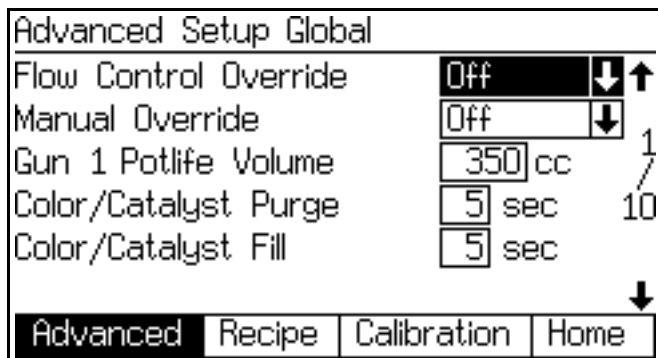 Advanced Setup Global
Flow Control Override Off
Manual Override Off
Gun 1 Potlife Volume 350 cc
Color/Catalyst Purge 5 sec
Color/Catalyst Fill 5 sec
1/10
Advanced Recipe Calibration Home